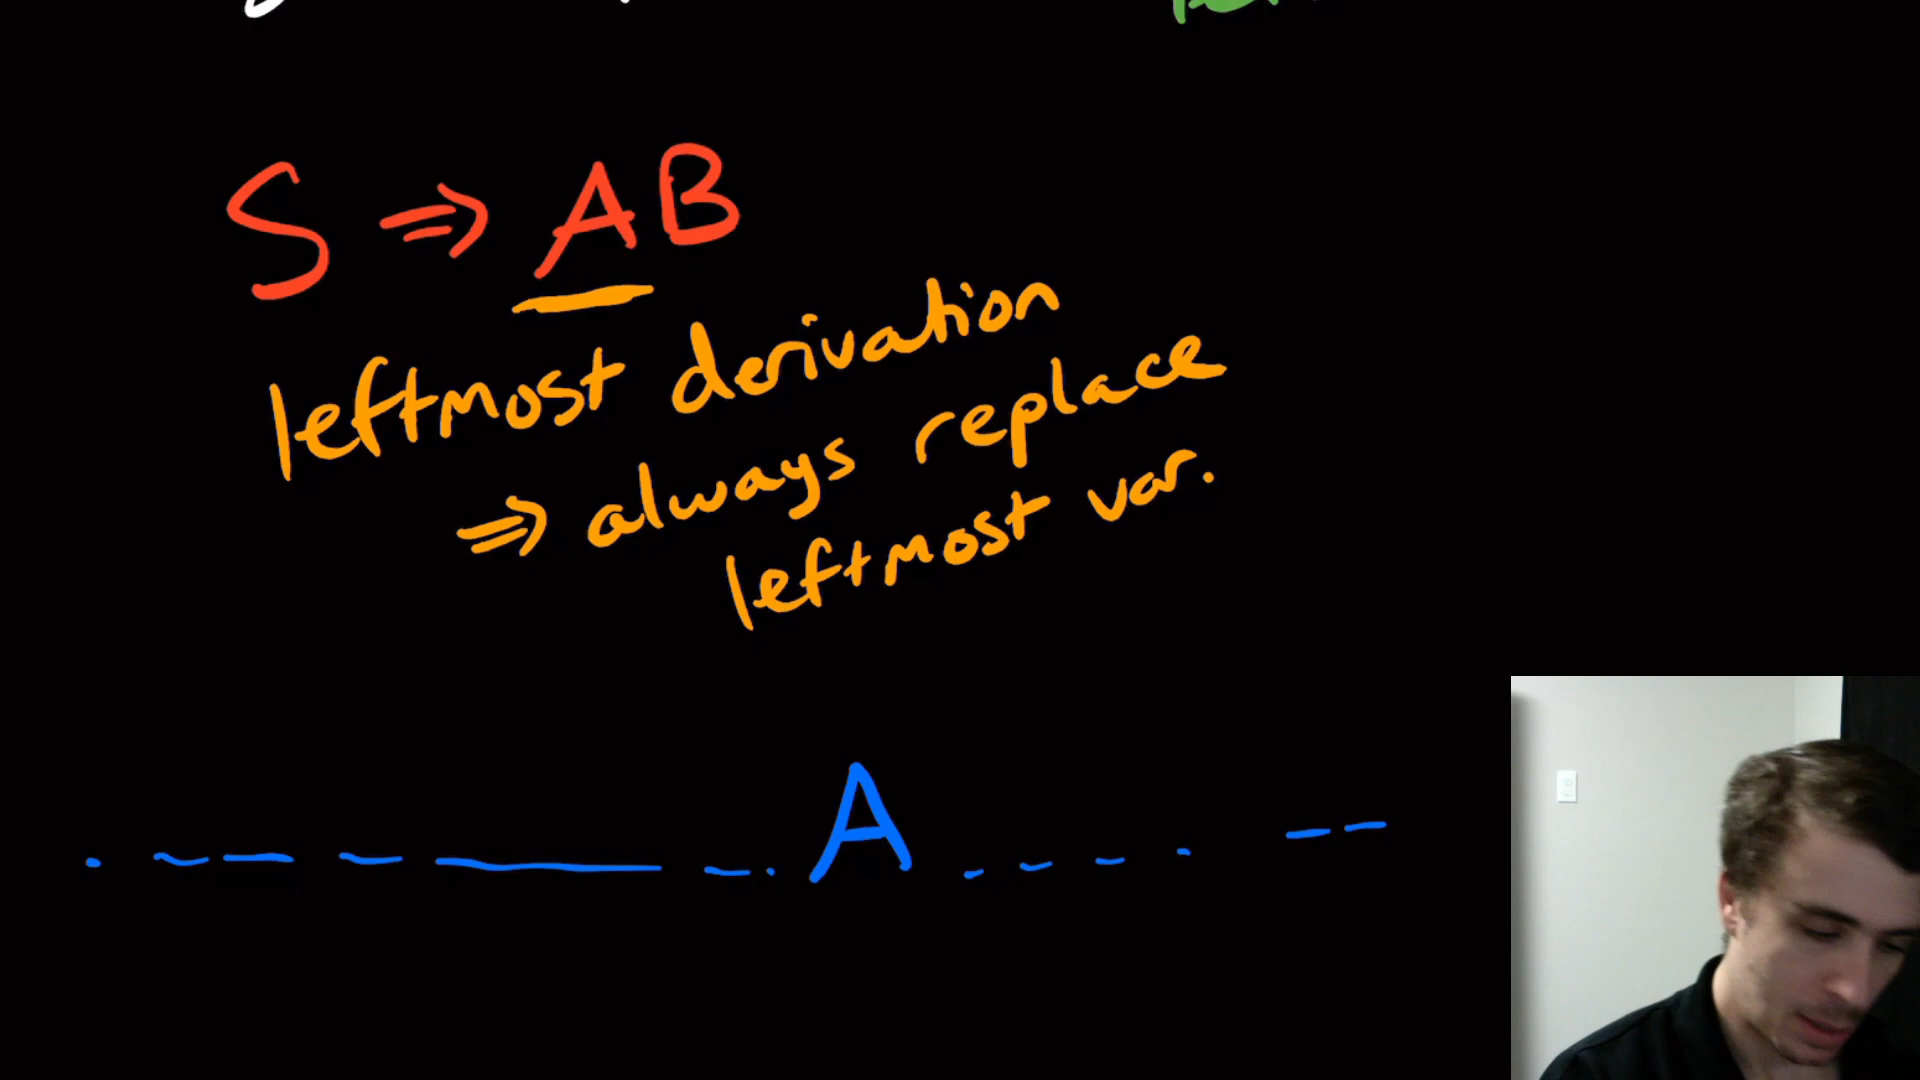 S ⇒ AB
leftmost derivation
⇒ always replace
leftmost var.
A